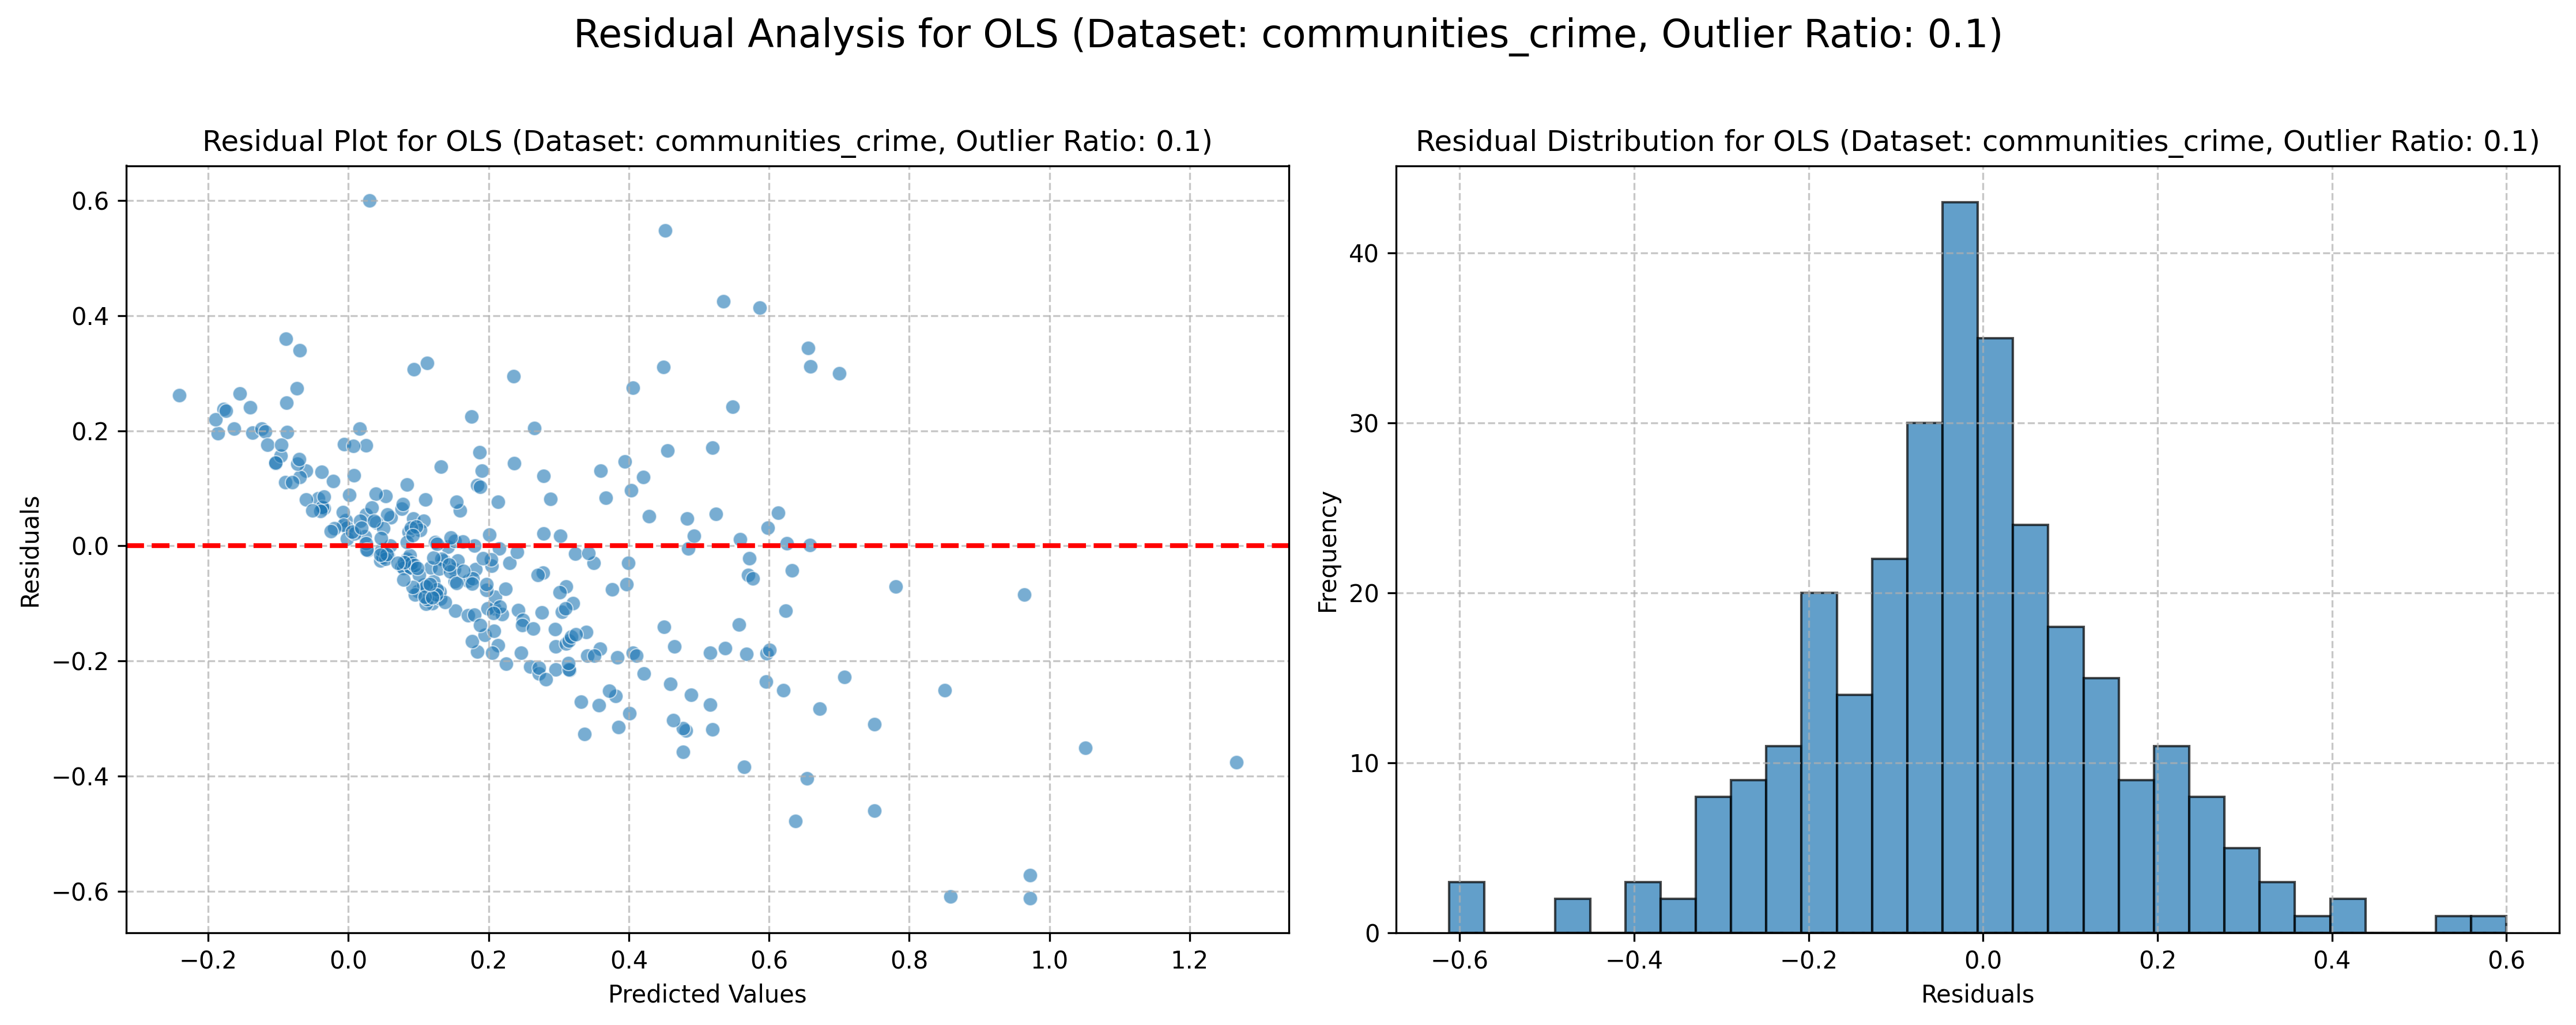 Residual Analysis for OLS (Dataset: communities_crime, Outlier Ratio: 0.1)
Residual Plot for OLS (Dataset: communities_crime, Outlier Ratio: 0.1)
0.6
0.4
0.2
0.0
−0.2
−0.4
−0.6
Residuals
−0.2 0.0 0.2 0.4 0.6 0.8 1.0 1.2
Predicted Values
Residual Distribution for OLS (Dataset: communities_crime, Outlier Ratio: 0.1)
40
30
20
10
0
Frequency
−0.6 −0.4 −0.2 0.0 0.2 0.4 0.6
Residuals